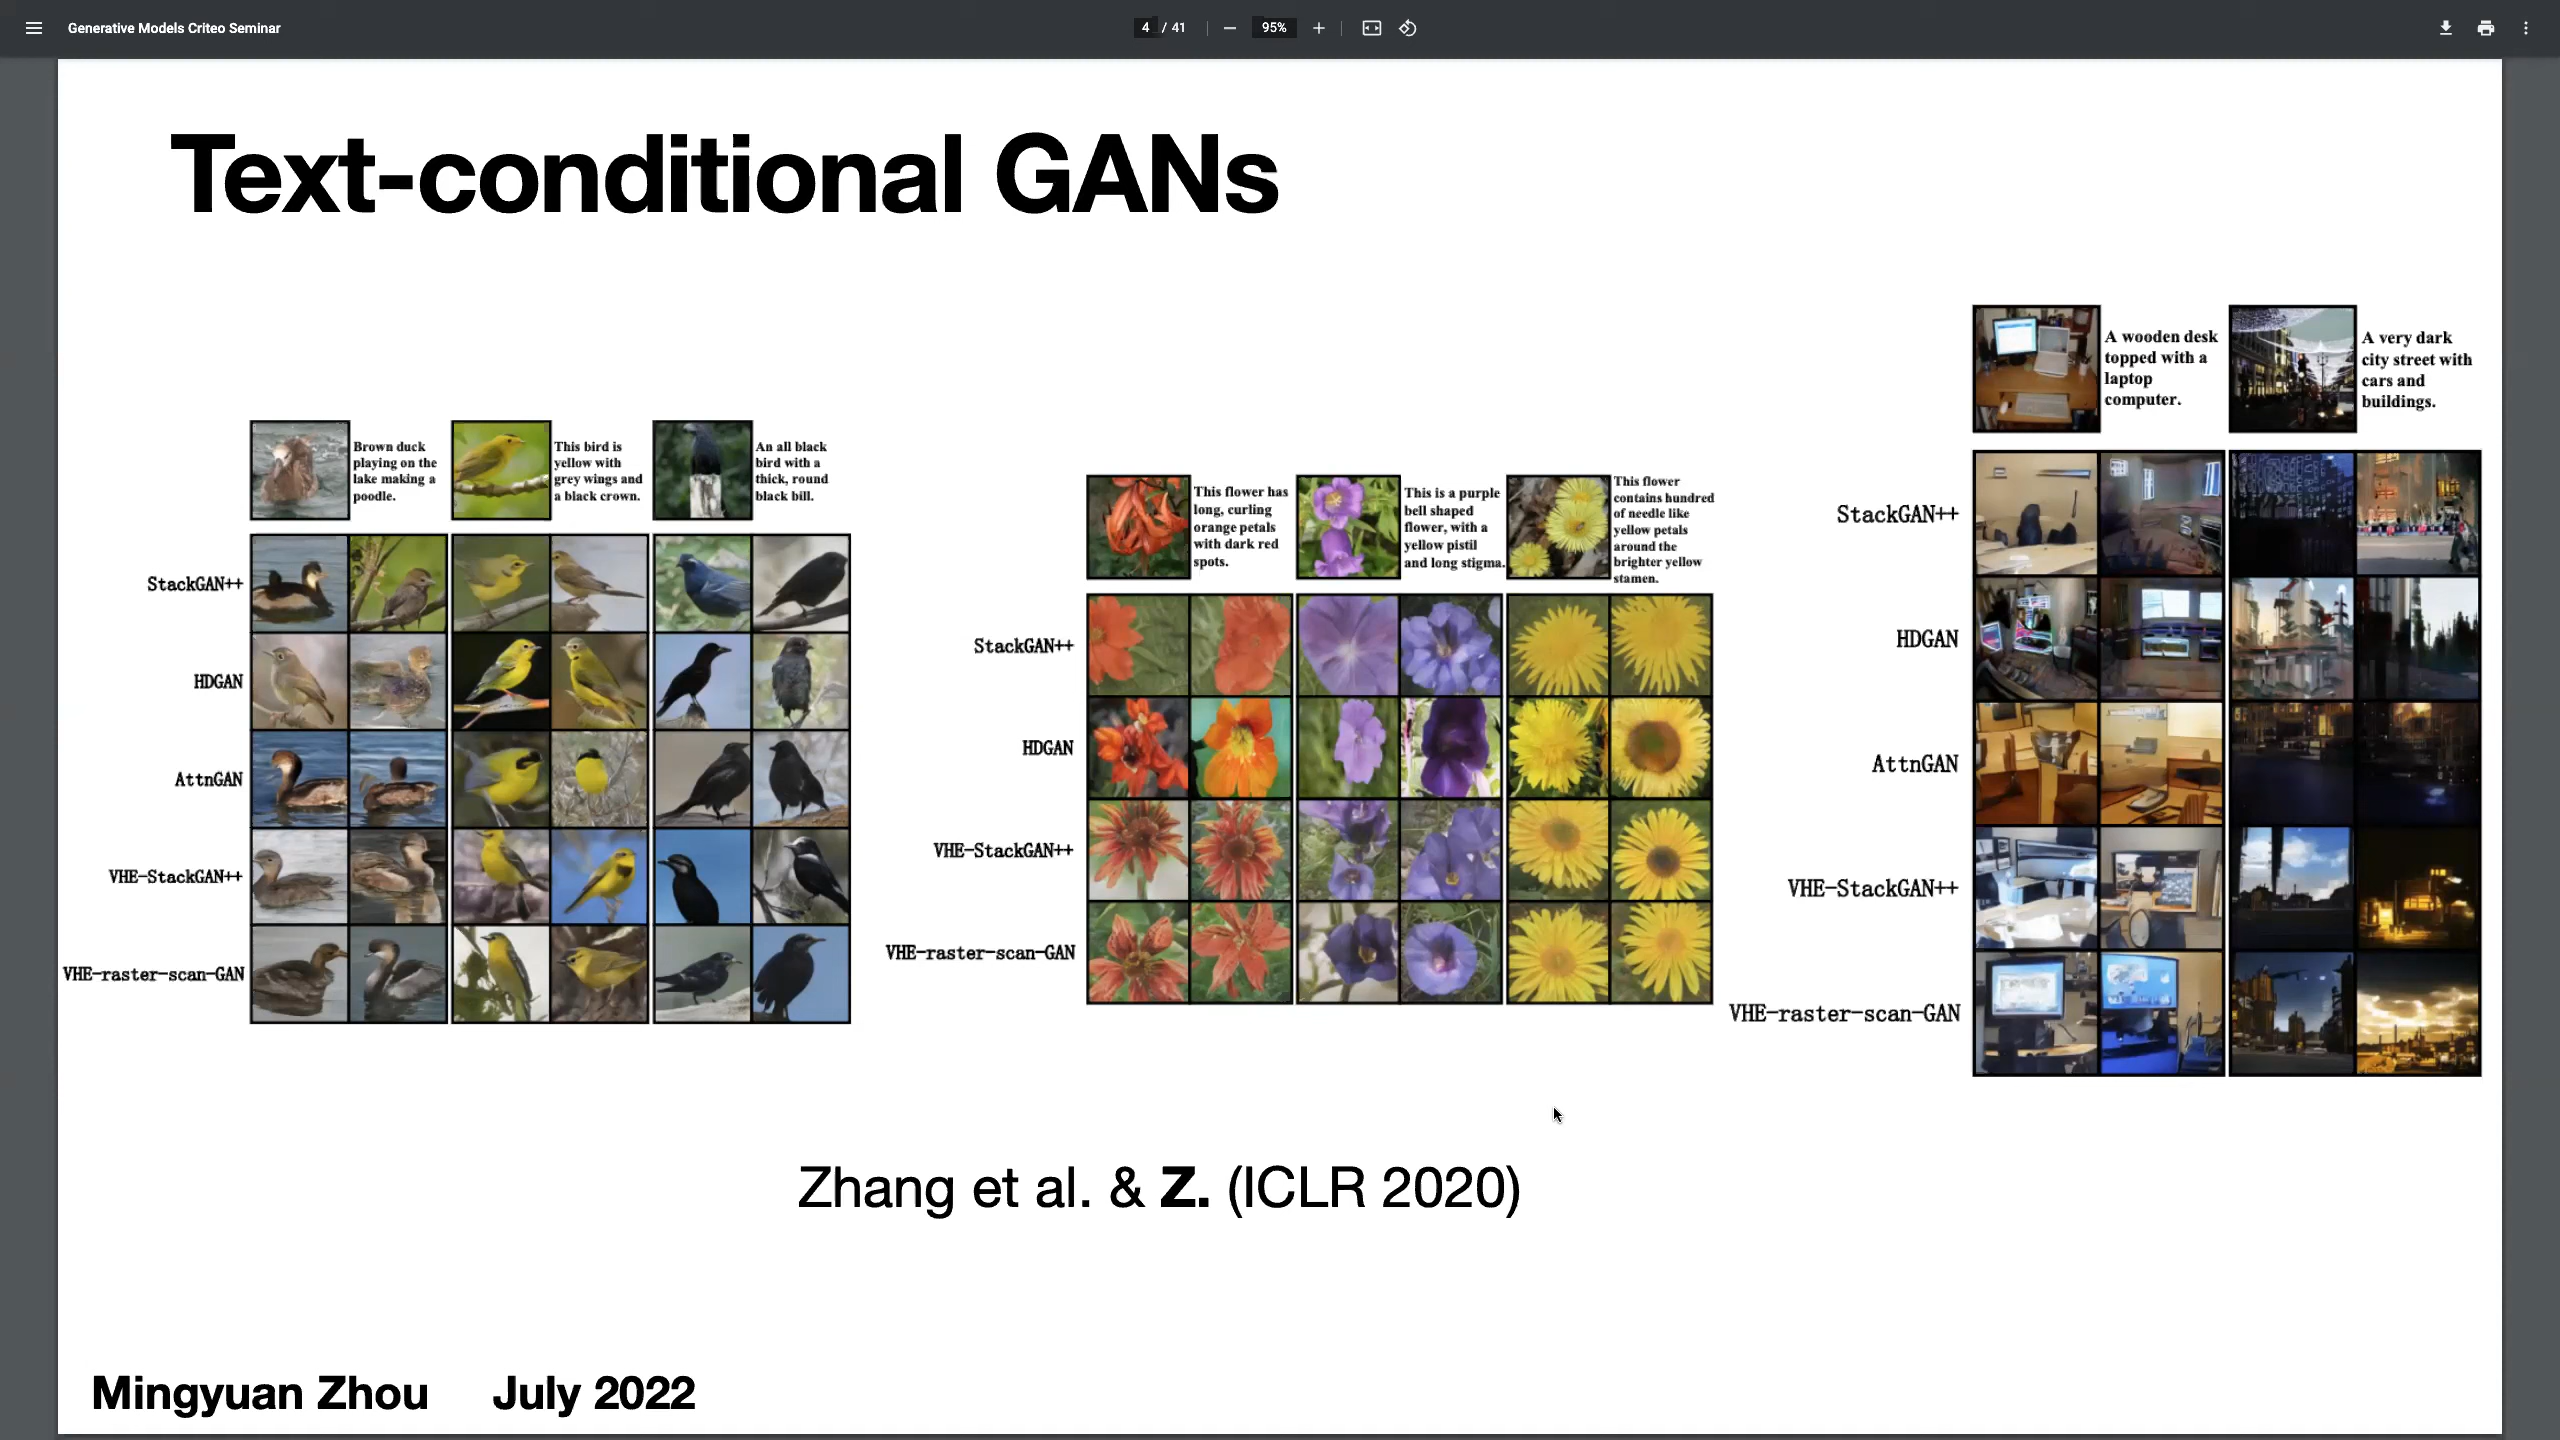 Generative Models Criteo Seminar
4 / 41
95%
Text-conditional GANs
Brown duck
playing on the
lake making a
poodle.
This bird is
yellow with
grey wings and
a black crown.
An all black
bird with a
thick, round
black bill.
StackGAN++
HDGAN
AttnGAN
VHE-StackGAN++
VHE-raster-scan-GAN
This flower has
long, curling
orange petals
with dark red
spots.
This is a purple
bell shaped
flower, with a
yellow pistil
and long stigma.
This flower
contains hundred
of needle like
yellow petals
around the
brighter yellow
stamen.
StackGAN++
HDGAN
VHE-StackGAN++
VHE-raster-scan-GAN
A wooden desk
topped with a
laptop
computer.
A very dark
city street with
cars and
buildings.
StackGAN++
HDGAN
AttnGAN
VHE-StackGAN++
VHE-raster-scan-GAN
Zhang et al. & Z. (ICLR 2020)
Mingyuan Zhou July 2022